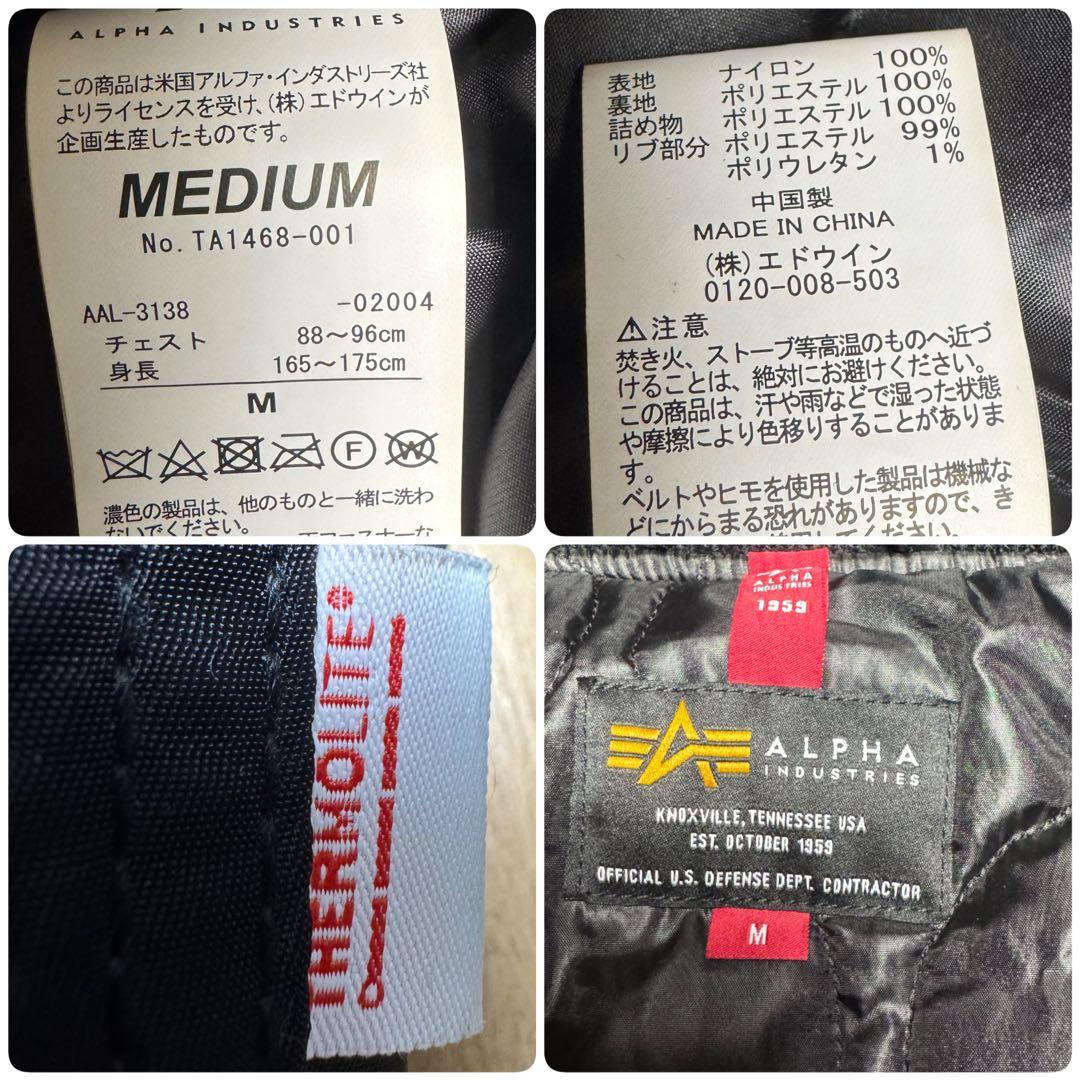 ALPHA INDUSTRIES
この商品は米国アルファ・インダストリーズ社
よりライセンスを受け、(株)エドウインが
企画生産したものです。
MEDIUM
No. TA1468-001
AAL-3138 -02004
チェスト 88～96cm
身長 165～175cm
M
F
W
濃色の製品は、他のものと一緒に洗わ
ないでください。
表地 ナイロン 100%
裏地 ポリエステル 100%
詰め物 ポリエステル 100%
リブ部分 ポリエステル 99%
ポリウレタン 1%
中国製
MADE IN CHINA
(株)エドウイン
0120-008-503
⚠注意
焚き火、ストーブ等高温のものへ近づ
けることは、絶対にお避けください。
この商品は、汗や雨などで湿った状態
や摩擦により色移りすることがありま
す。
ベルトやヒモを使用した製品は機械な
どにからまる恐れがありますので、き
THERMOLITE®
ALPHA
INDUSTRIES
1959
ALPHA
INDUSTRIES
KNOXVILLE, TENNESSEE USA
EST. OCTOBER 1959
OFFICIAL U.S. DEFENSE DEPT. CONTRACTOR
M